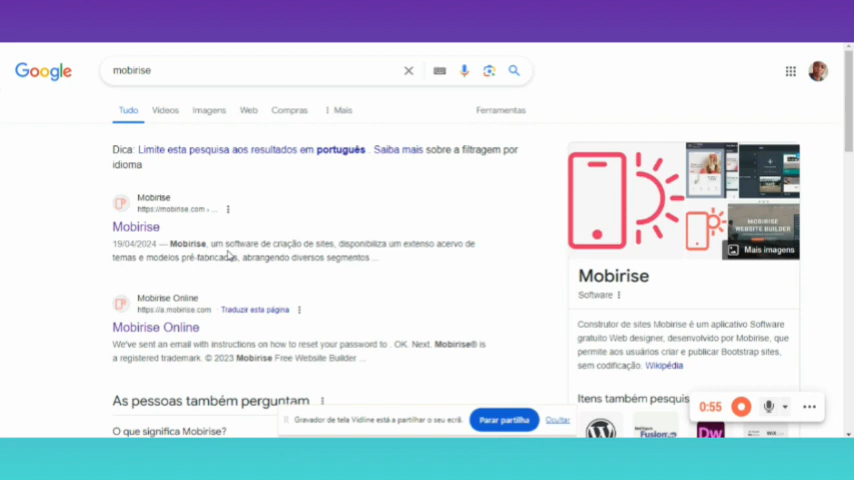 Google
mobirise
Tudo Vídeos Imagens Web Compras Mais Ferramentas
Dica: Limite esta pesquisa aos resultados em português . Saiba mais sobre a filtragem por
idioma
Mobirise
https://mobirise.com › ...
Mobirise
19/04/2024 — Mobirise, um software de criação de sites, disponibiliza um extenso acervo de
temas e modelos pré-fabricados, abrangendo diversos segmentos ...
Mobirise Online
https://a.mobirise.com Traduzir esta página
Mobirise Online
We've sent an email with instructions on how to reset your password to . OK. Next. Mobirise® is
a registered trademark. © 2023 Mobirise Free Website Builder ...
As pessoas também perguntam
O que significa Mobirise?
MOBIRISE
WEBSITE BUILDER
Mais imagens
Mobirise
Software
Construtor de sites Mobirise é um aplicativo Software
gratuito Web designer, desenvolvido por Mobirise, que
permite aos usuários criar e publicar Bootstrap sites,
sem codificação. Wikipédia
Itens também pesquis
0:55
Gravador de tela Vidline está a partilhar o seu ecrã.
Parar partilha
Ocultar
Fusion
Dw